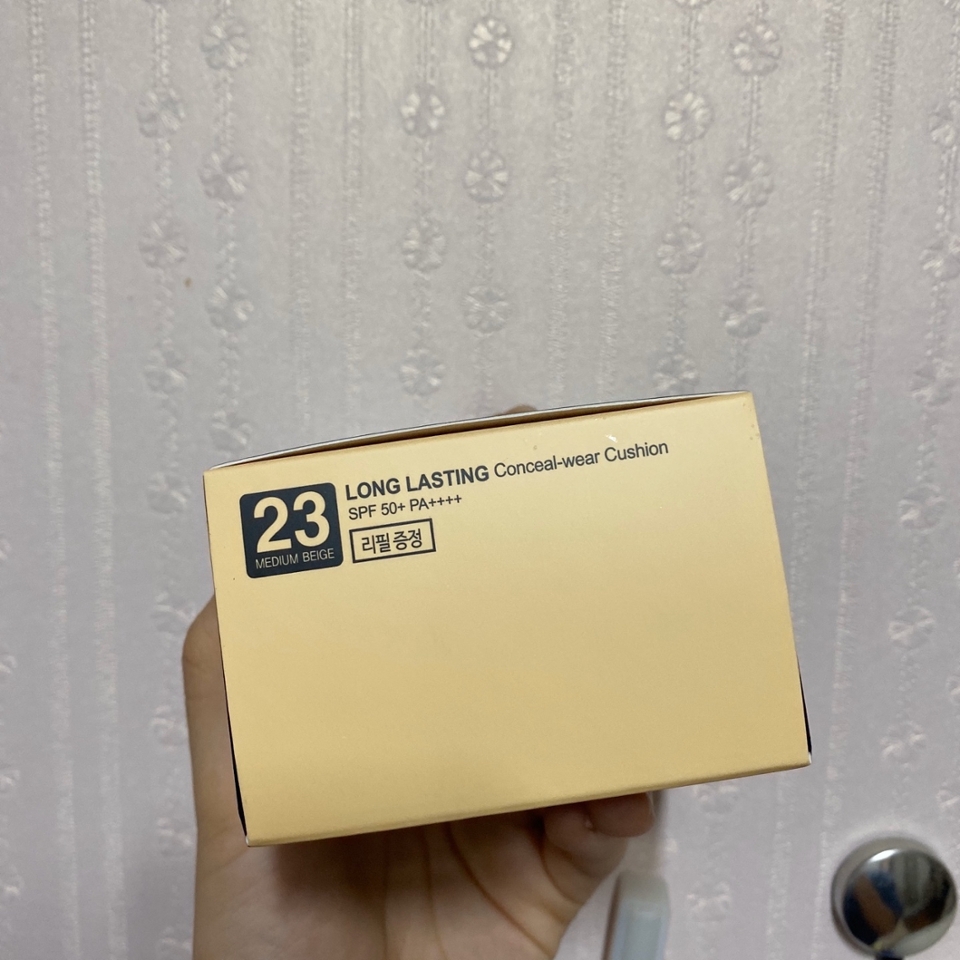 23
MEDIUM BEIGE
LONG LASTING Conceal-wear Cushion
SPF 50+ PA++++
리필 증정